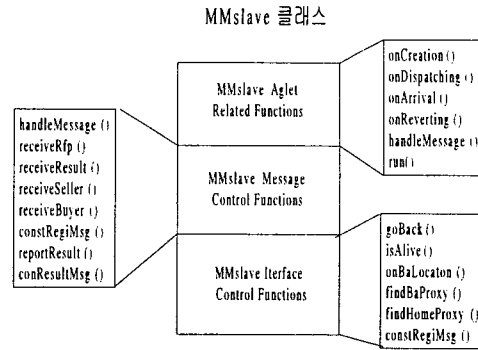 MMslave 클래스
MMslave Aglet
Related Functions
MMslave Message
Control Functions
MMslave Iterface
Control Functions
handleMessage ()
receiveRfp ()
receiveResult ()
receiveSeller ()
receiveBuyer ()
constRegiMsg ()
reportResult ()
conResultMsg ()
onCreation ()
onDispatching ()
onArrival ()
onReverting ()
handleMessage ()
run()
goBack ()
isAlive ()
onBaLocaton ()
findBaProxy ()
findHomeProxy ()
constRegiMsg ()